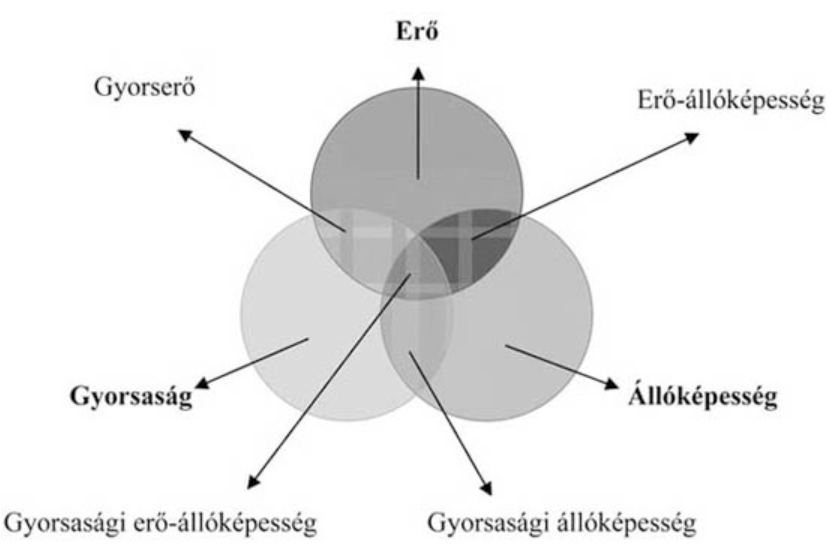 Erő
Gyorserő
Erő-állóképesség
Gyorsaság
Állóképesség
Gyorsasági erő-állóképesség
Gyorsasági állóképesség